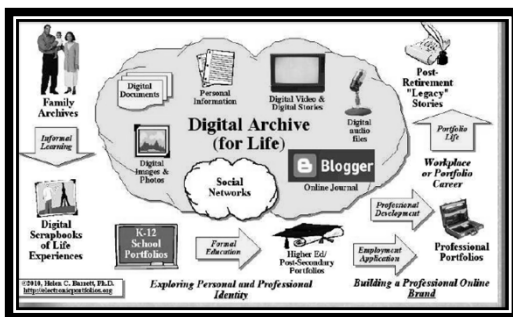 Family
Archives
Informal
Learning
Digital
Scrapbooks
of Life
Experiences
Digital
Documents
Personal
Information
Digital Video &
Digital Stories
Digital
audio
files
Digital Archive
(for Life)
Digital
Images &
Photos
Social
Networks
Blogger
Online Journal
Post-
Retirement
"Legacy"
Stories
Portfolio
Life
Workplace
or Portfolio
Career
Professional
Development
Professional
Portfolios
K-12
School
Portfolios
Formal
Education
Higher Ed/
Post-Secondary
Portfolios
Employment
Application
©2010, Helen C. Barrett, Ph.D.
http://electronicportfolios.org
Exploring Personal and Professional
Identity
Building a Professional Online
Brand